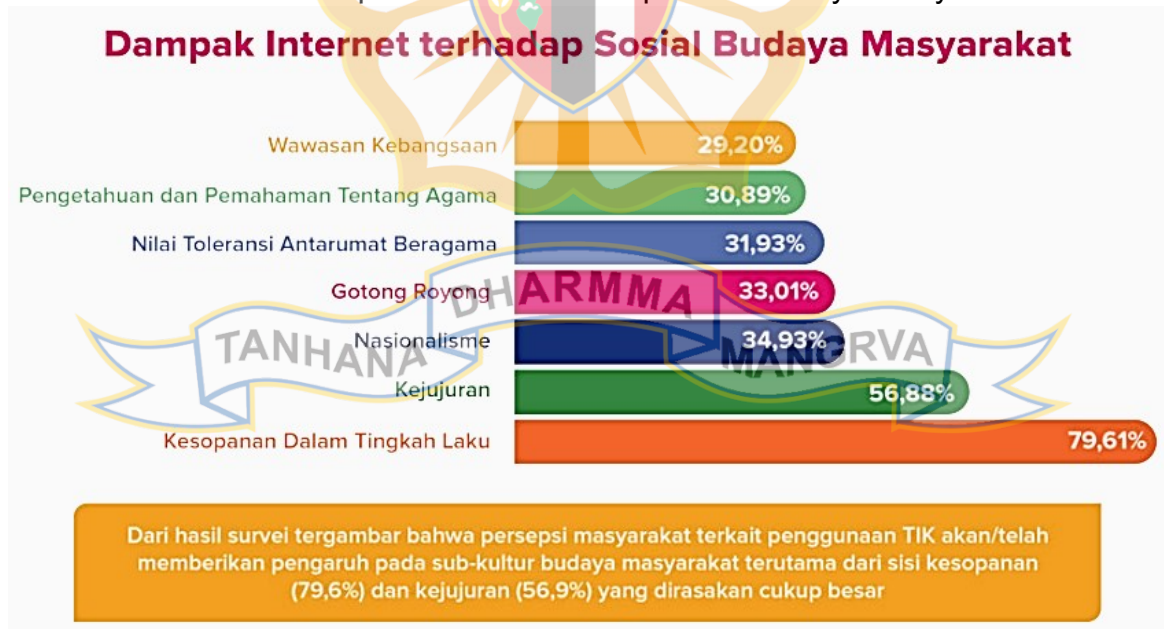 Dampak Internet terhadap Sosial Budaya Masyarakat
Wawasan Kebangsaan 29,20%
Pengetahuan dan Pemahaman Tentang Agama 30,89%
Nilai Toleransi Antarumat Beragama 31,93%
Gotong Royong 33,01%
Nasionalisme 34,93%
Kejujuran 56,88%
Kesopanan Dalam Tingkah Laku 79,61%
TANHANA DHARMMA MANGRVA
Dari hasil survei tergambar bahwa persepsi masyarakat terkait penggunaan TIK akan/telah
memberikan pengaruh pada sub-kultur budaya masyarakat terutama dari sisi kesopanan
(79,6%) dan kejujuran (56,9%) yang dirasakan cukup besar